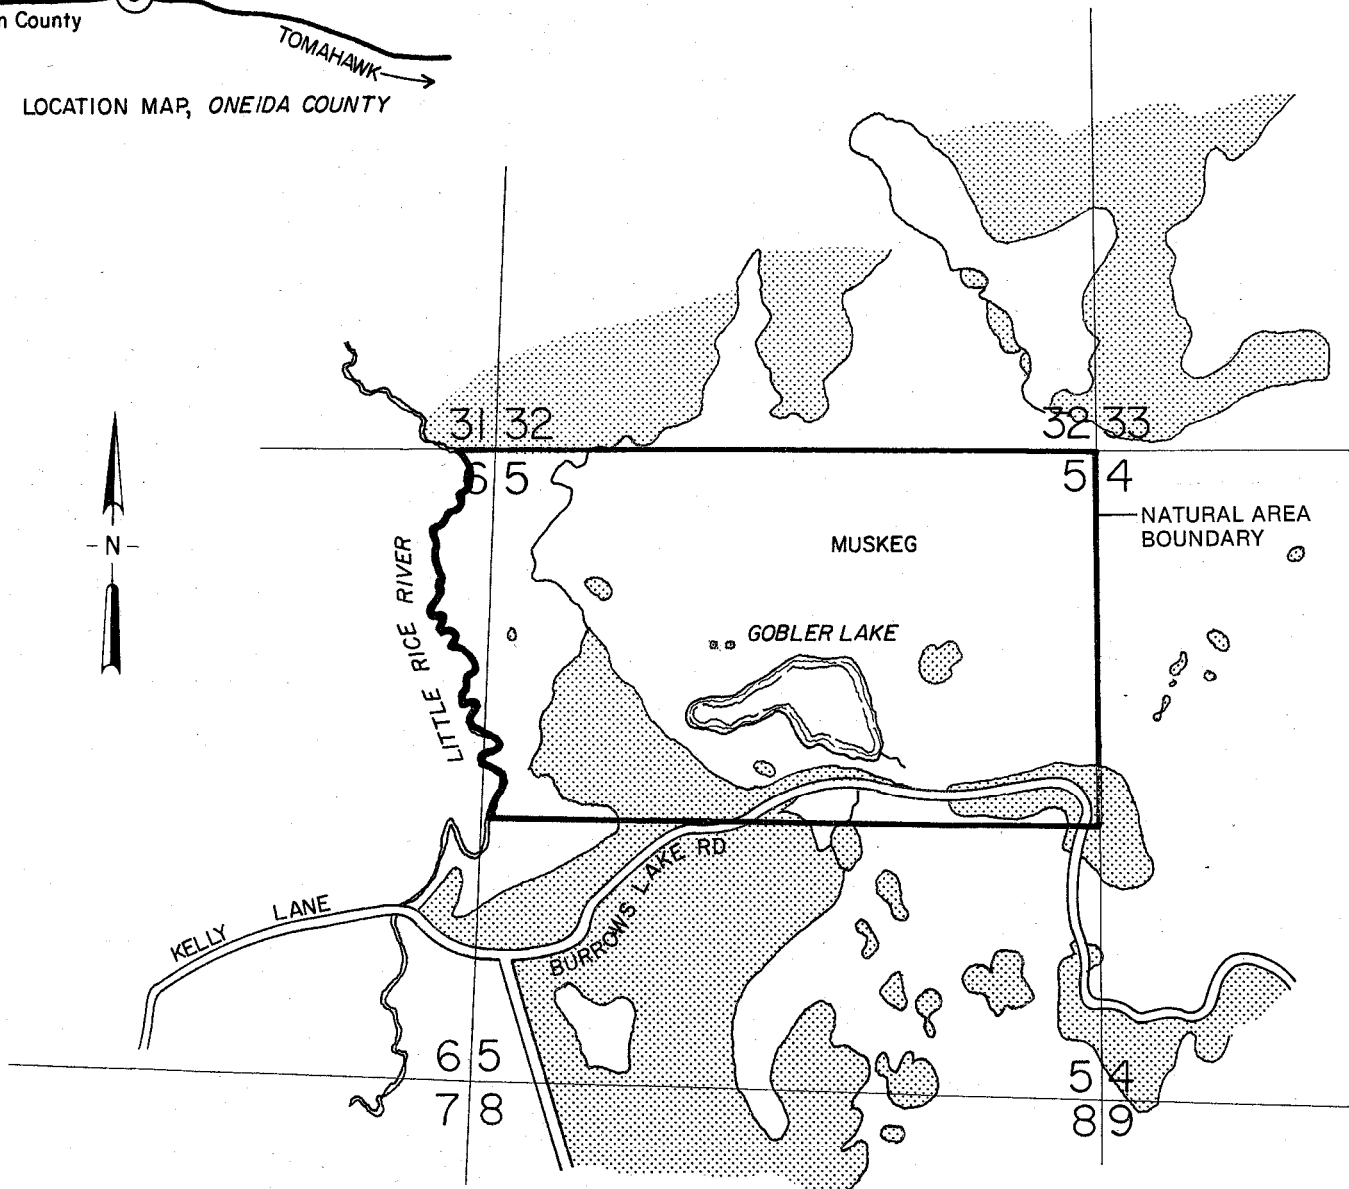 n County
TOMAHAWK
LOCATION MAP, ONEIDA COUNTY
31 32
32 33
6 5
5 4
NATURAL AREA
BOUNDARY
- N -
MUSKEG
LITTLE RICE RIVER
GOBLER LAKE
BURROWS LAKE RD
KELLY LANE
6 5
5 4
7 8
8 9